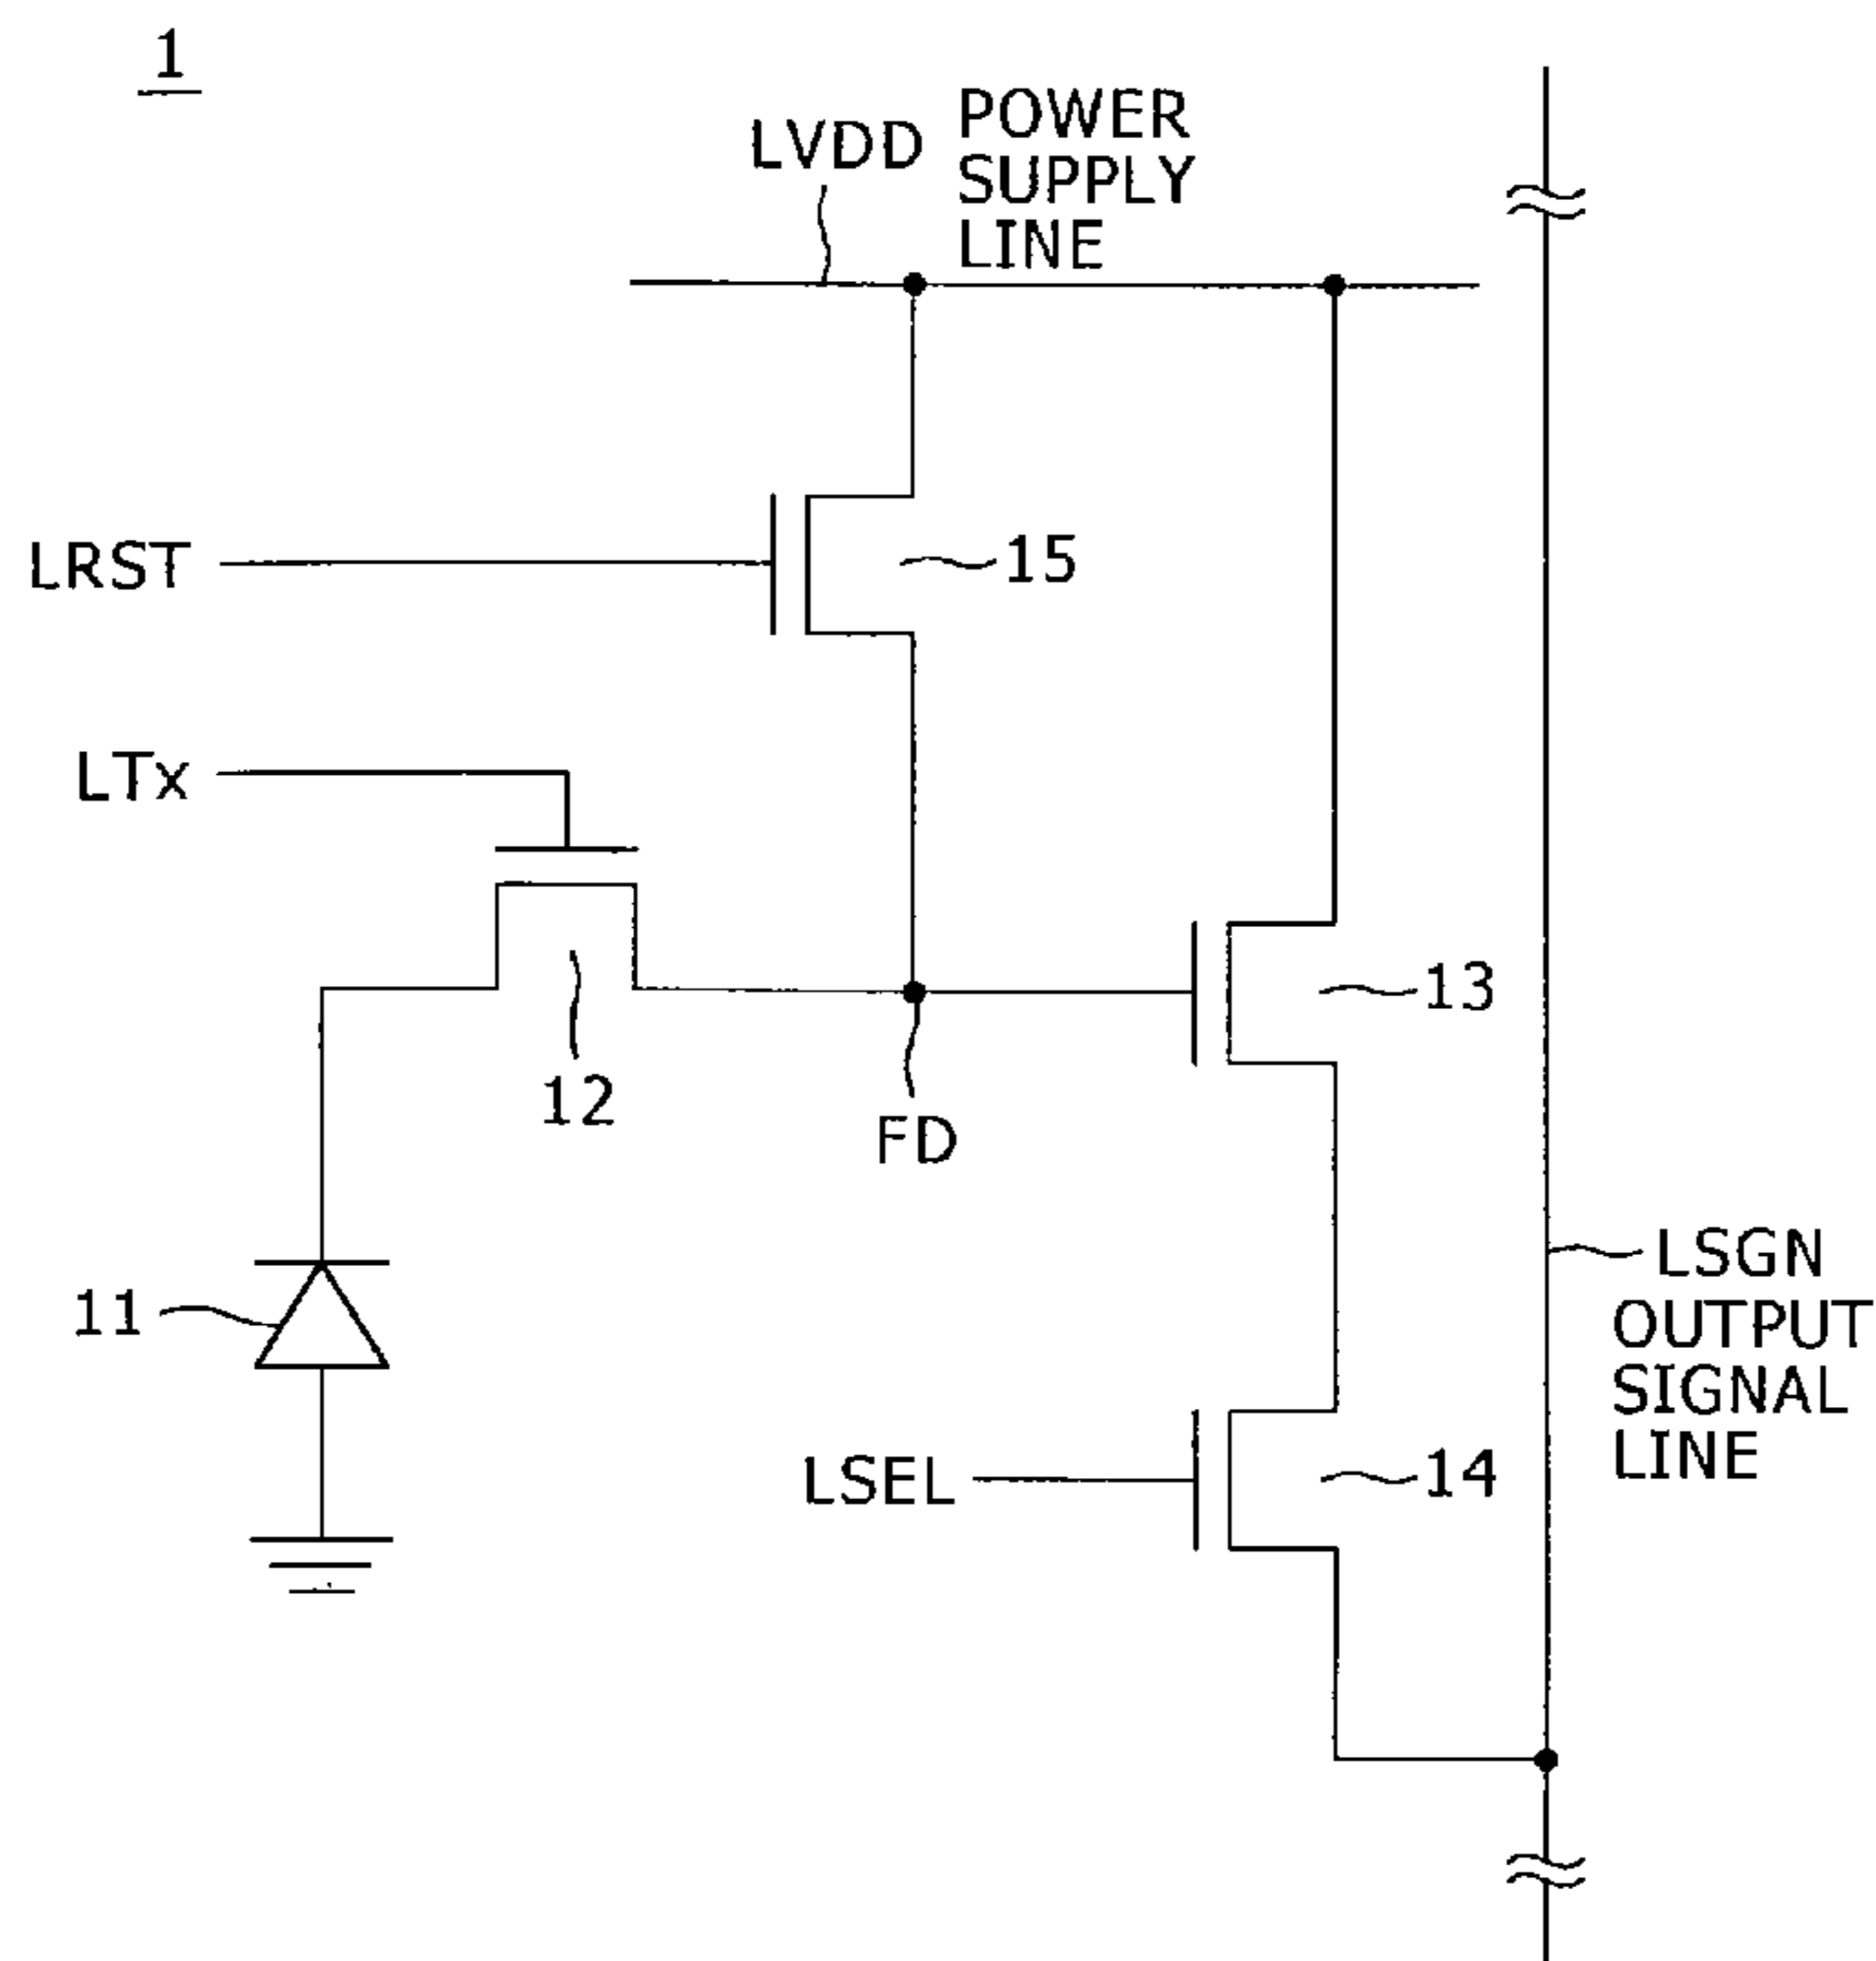 1
LVDD
POWER
SUPPLY
LINE
LRST
15
LTx
13
12
FD
LSGN
OUTPUT
SIGNAL
LINE
11
LSEL
14